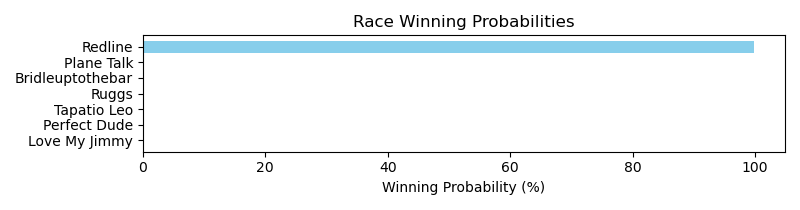 Race Winning Probabilities
Redline
Plane Talk
Bridleuptothebar
Ruggs
Tapatio Leo
Perfect Dude
Love My Jimmy
0 20 40 60 80 100
Winning Probability (%)